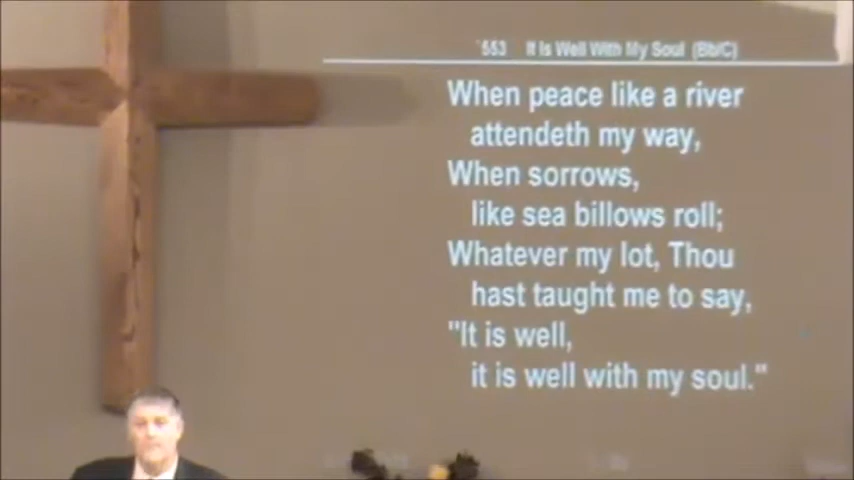 553 It Is Well With My Soul (Bb/C)
When peace like a river
attendeth my way,
When sorrows,
like sea billows roll;
Whatever my lot, Thou
hast taught me to say,
"It is well,
it is well with my soul."